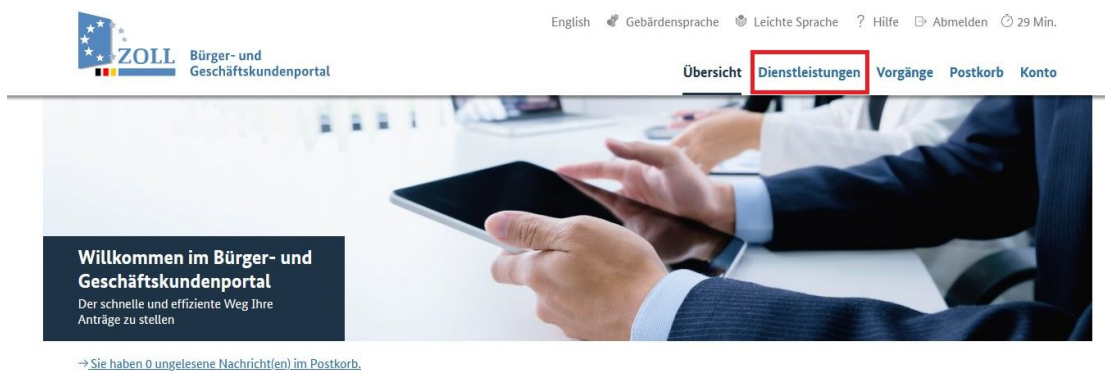 English Gebärdensprache Leichte Sprache ? Hilfe Abmelden 29 Min.
ZOLL Bürger- und
Geschäftskundenportal
Übersicht Dienstleistungen Vorgänge Postkorb Konto
Willkommen im Bürger- und
Geschäftskundenportal
Der schnelle und effiziente Weg Ihre
Anträge zu stellen
→ Sie haben 0 ungelesene Nachricht(en) im Postkorb.